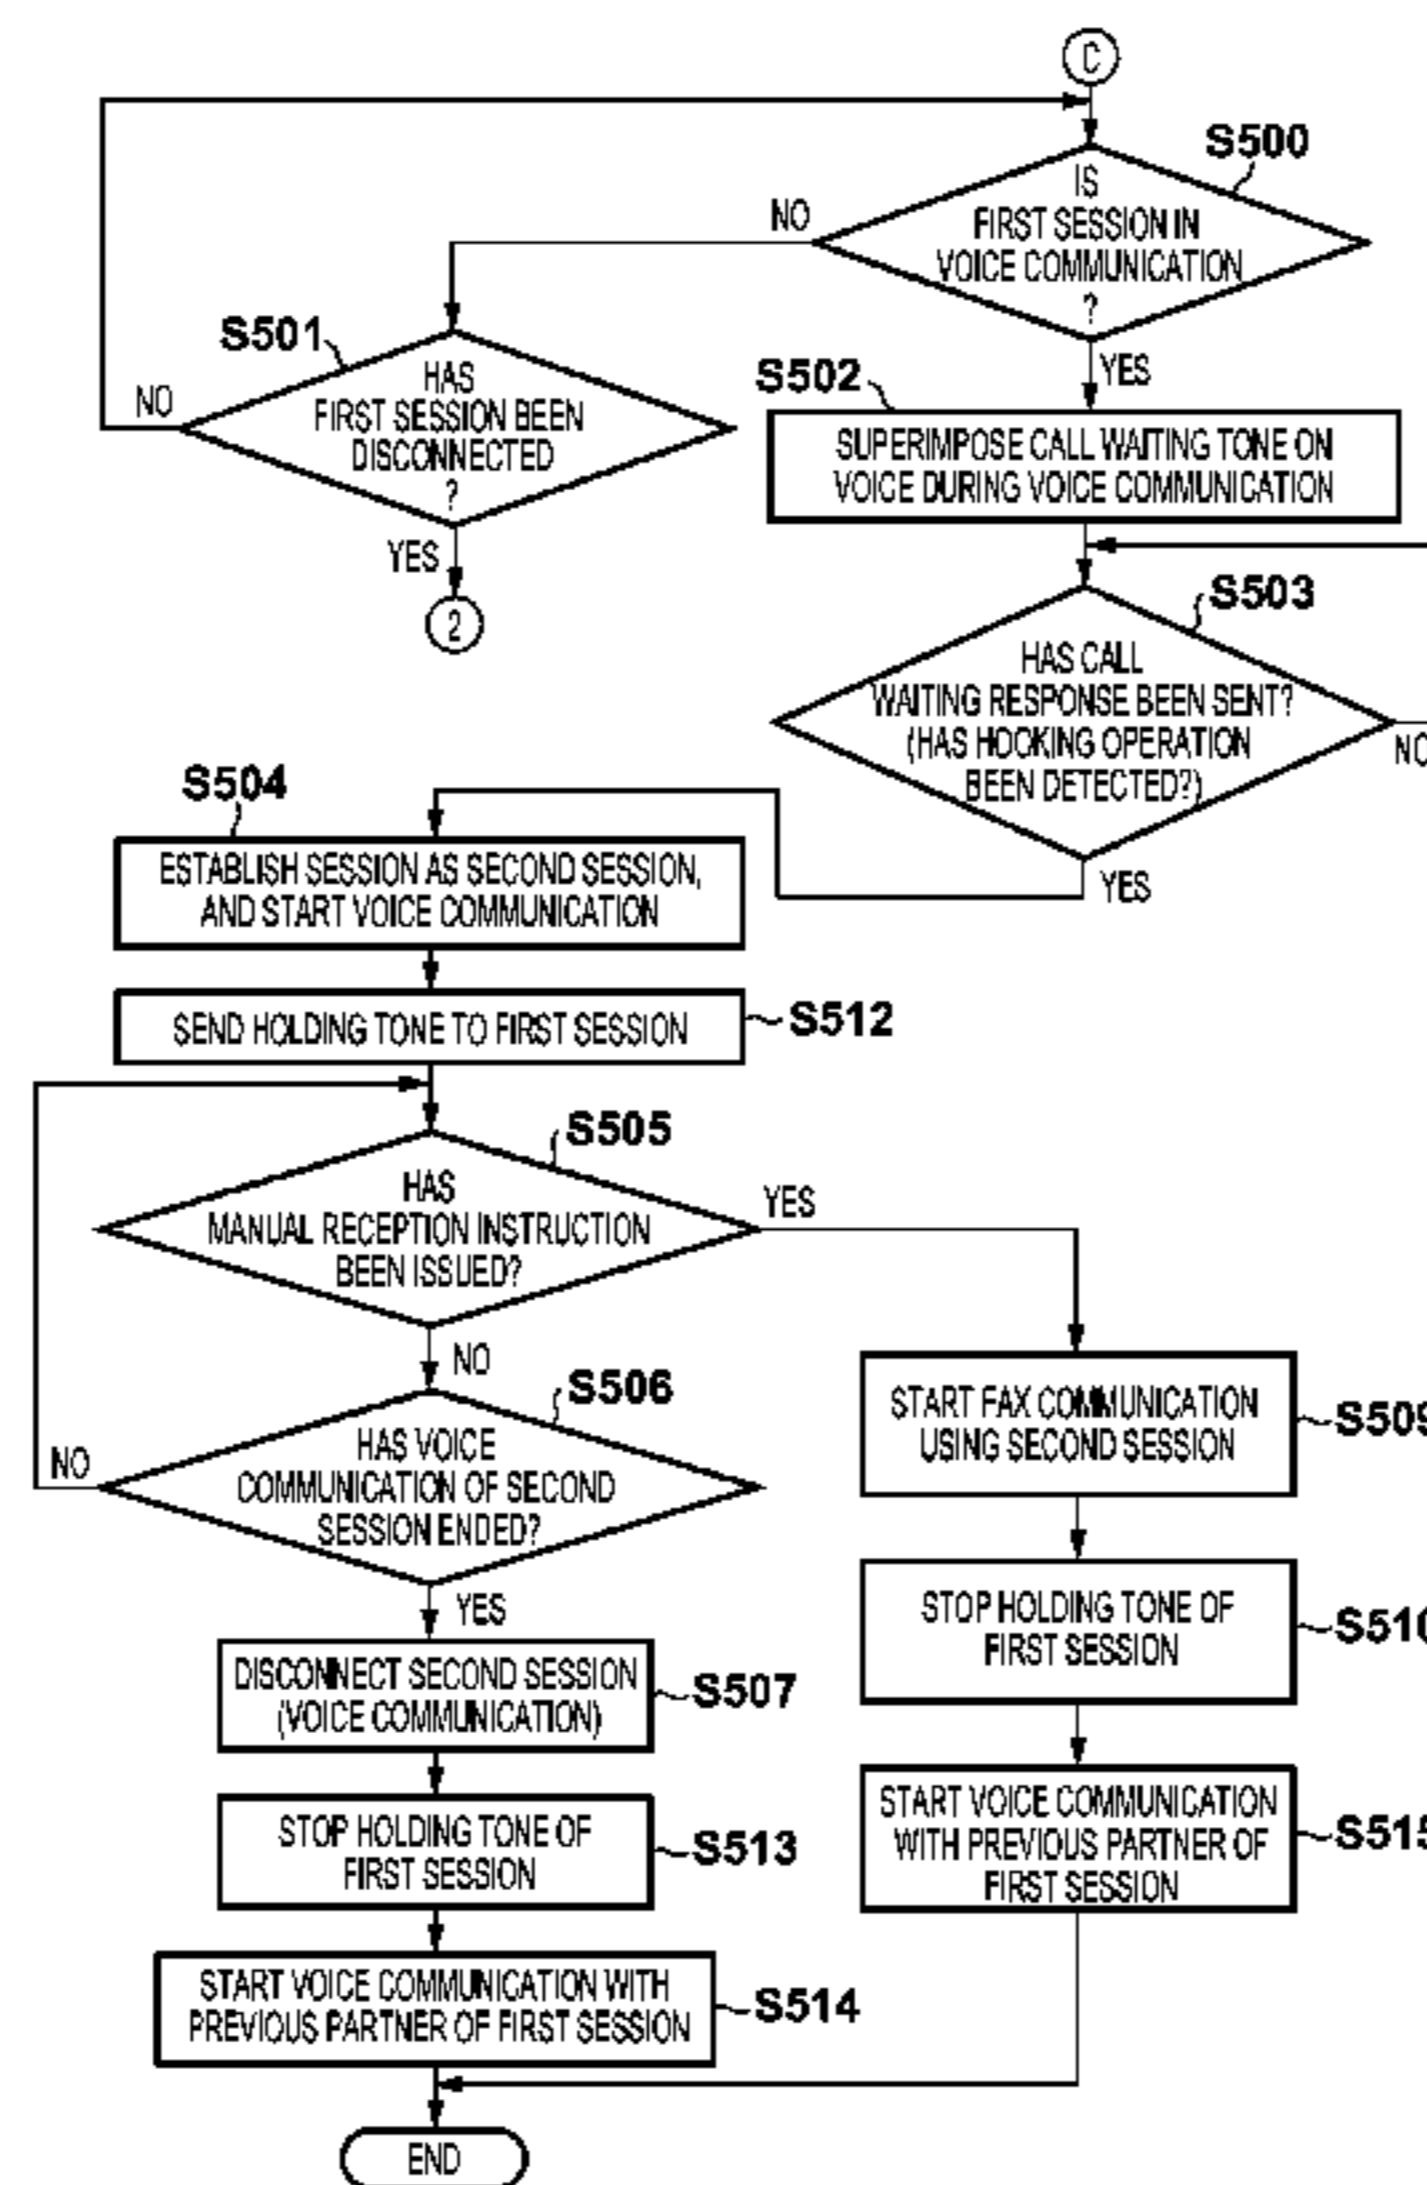 C
S500
IS
FIRST SESSION IN
VOICE COMMUNICATION
?
NO
YES
S501
HAS
FIRST SESSION BEEN
DISCONNECTED
?
NO
YES
2
S502
SUPERIMPOSE CALL WAITING TONE ON
VOICE DURING VOICE COMMUNICATION
S503
HAS CALL
WAITING RESPONSE BEEN SENT?
(HAS HOOKING OPERATION
BEEN DETECTED?)
NO
YES
S504
ESTABLISH SESSION AS SECOND SESSION,
AND START VOICE COMMUNICATION
SEND HOLDING TONE TO FIRST SESSION
S512
S505
HAS
MANUAL RECEPTION INSTRUCTION
BEEN ISSUED?
YES
NO
S506
HAS VOICE
COMMUNICATION OF SECOND
SESSION ENDED?
NO
YES
DISCONNECT SECOND SESSION
(VOICE COMMUNICATION)
S507
STOP HOLDING TONE OF
FIRST SESSION
S513
START VOICE COMMUNICATION WITH
PREVIOUS PARTNER OF FIRST SESSION
S514
START FAX COMMUNICATION
USING SECOND SESSION
S509
STOP HOLDING TONE OF
FIRST SESSION
S510
START VOICE COMMUNICATION
WITH PREVIOUS PARTNER OF
FIRST SESSION
S515
END